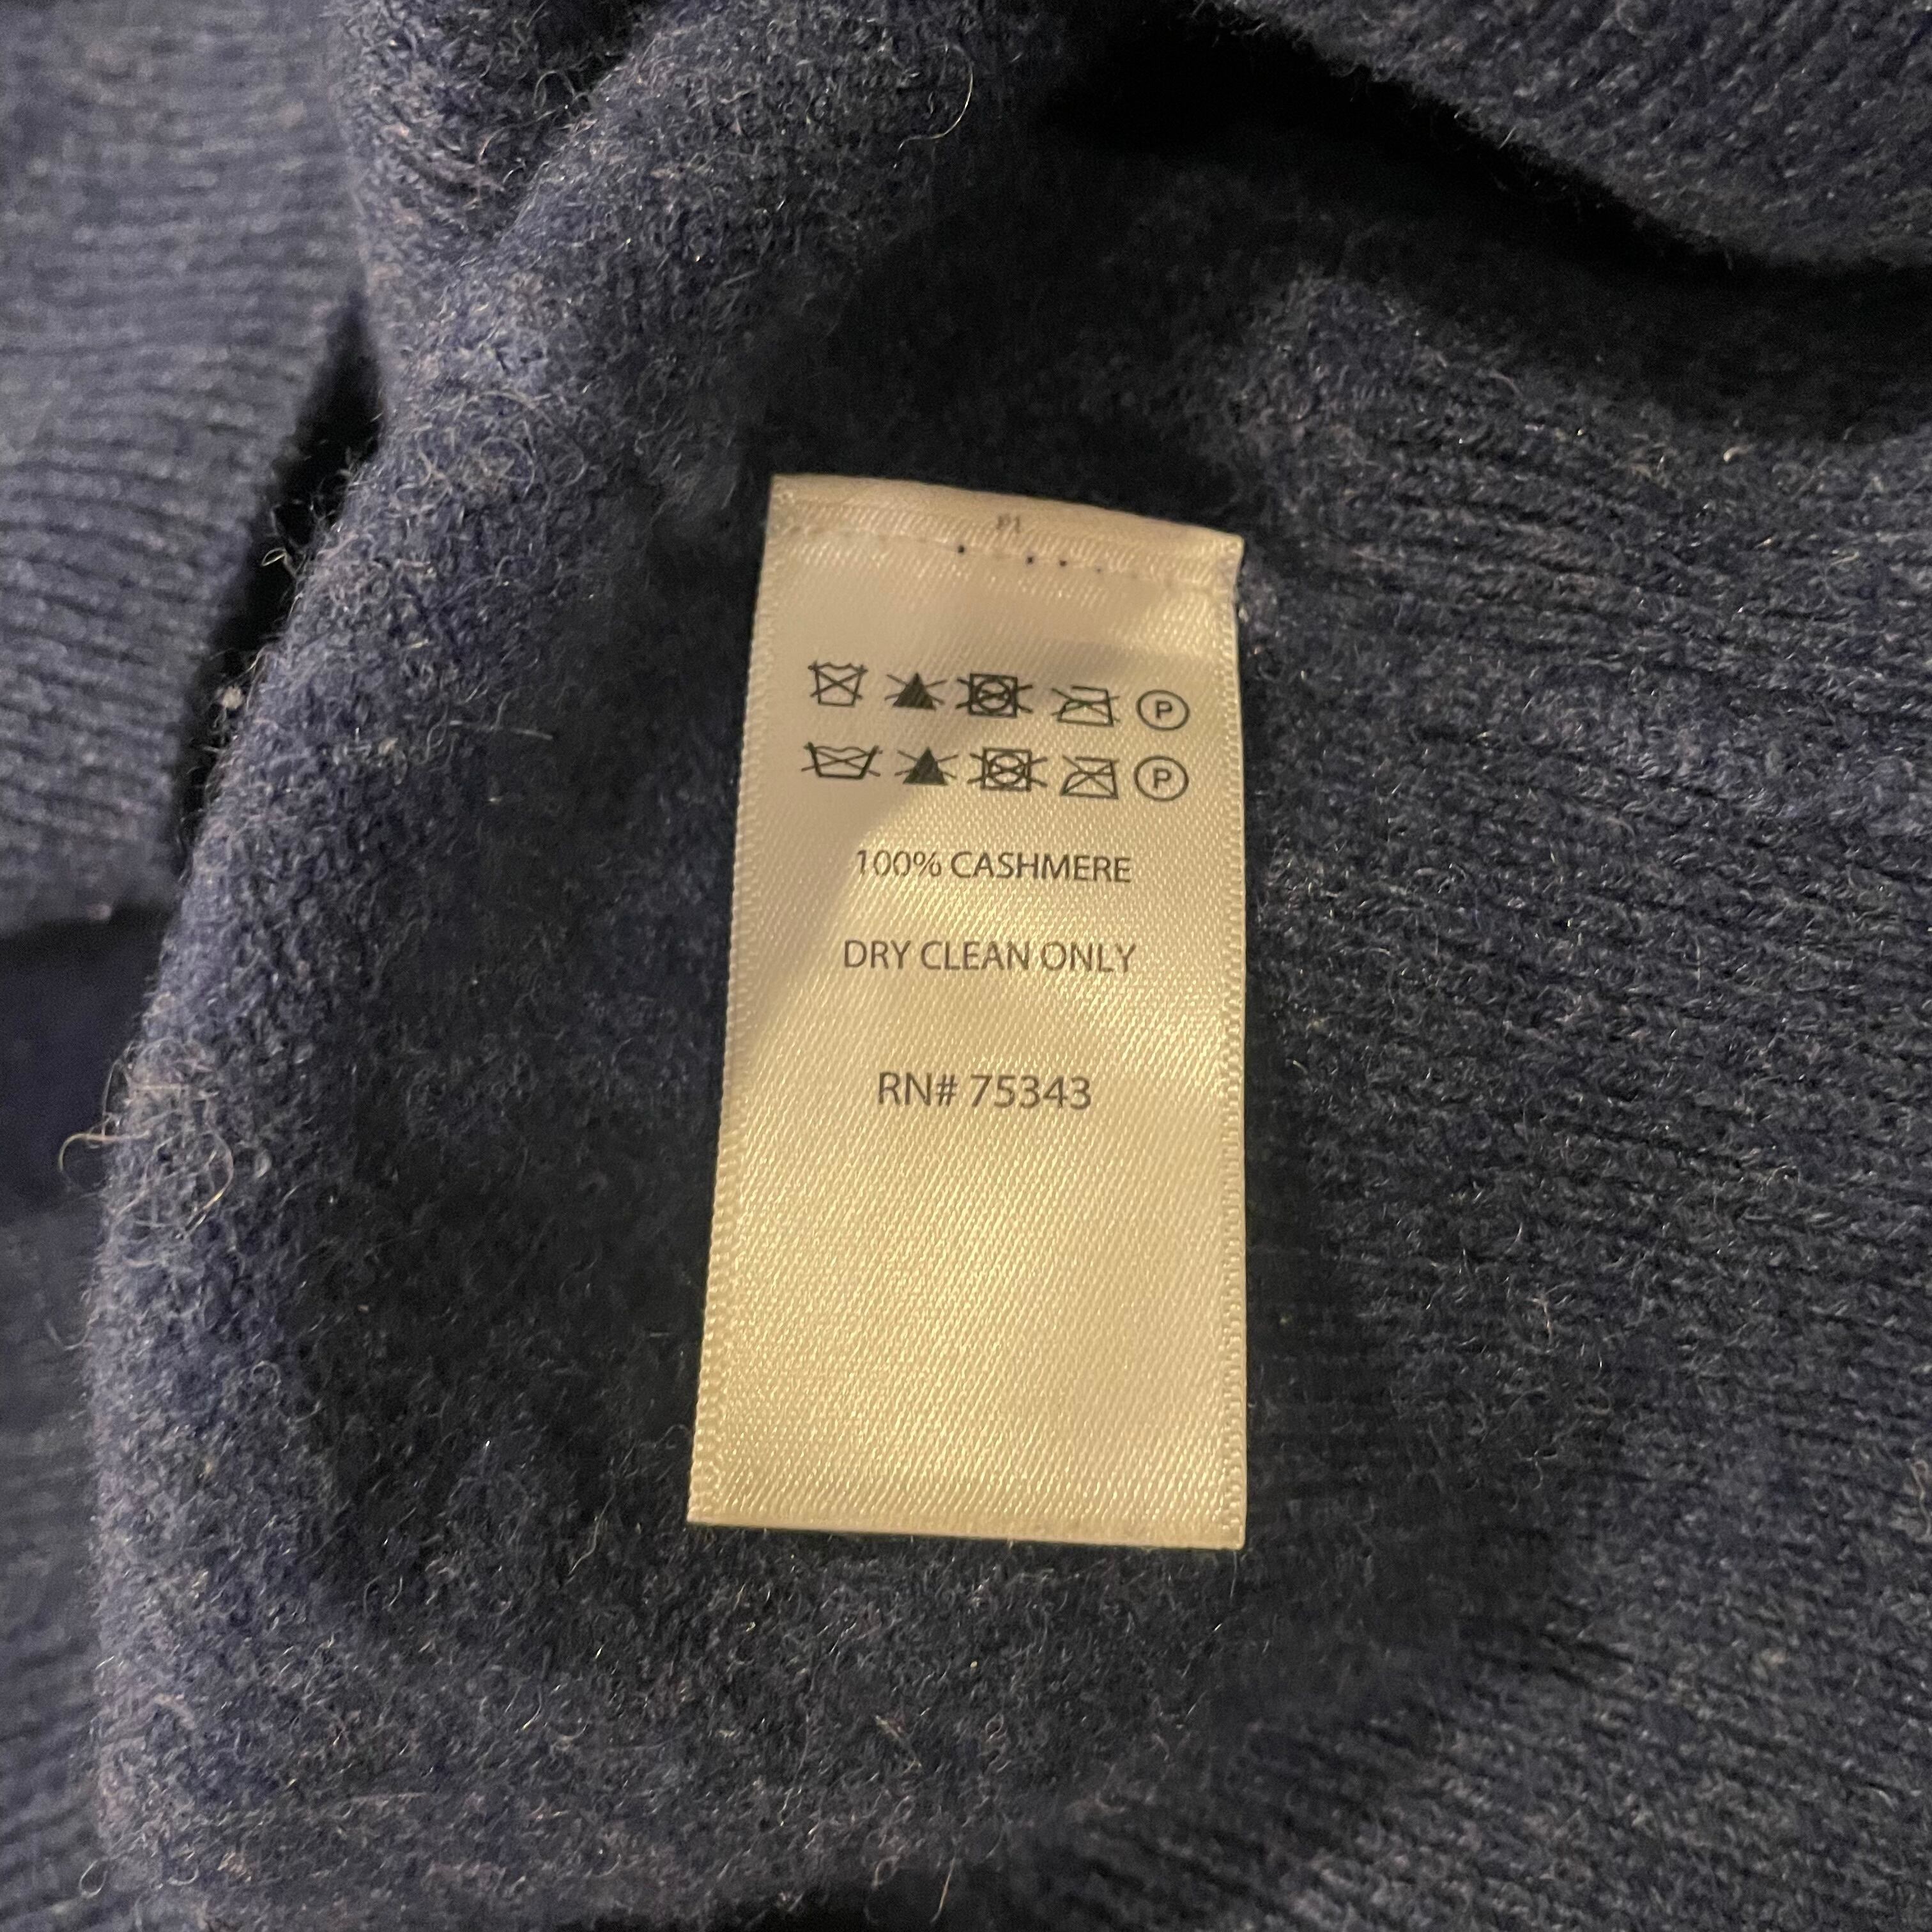 P P
100% CASHMERE
DRY CLEAN ONLY
RN# 75343